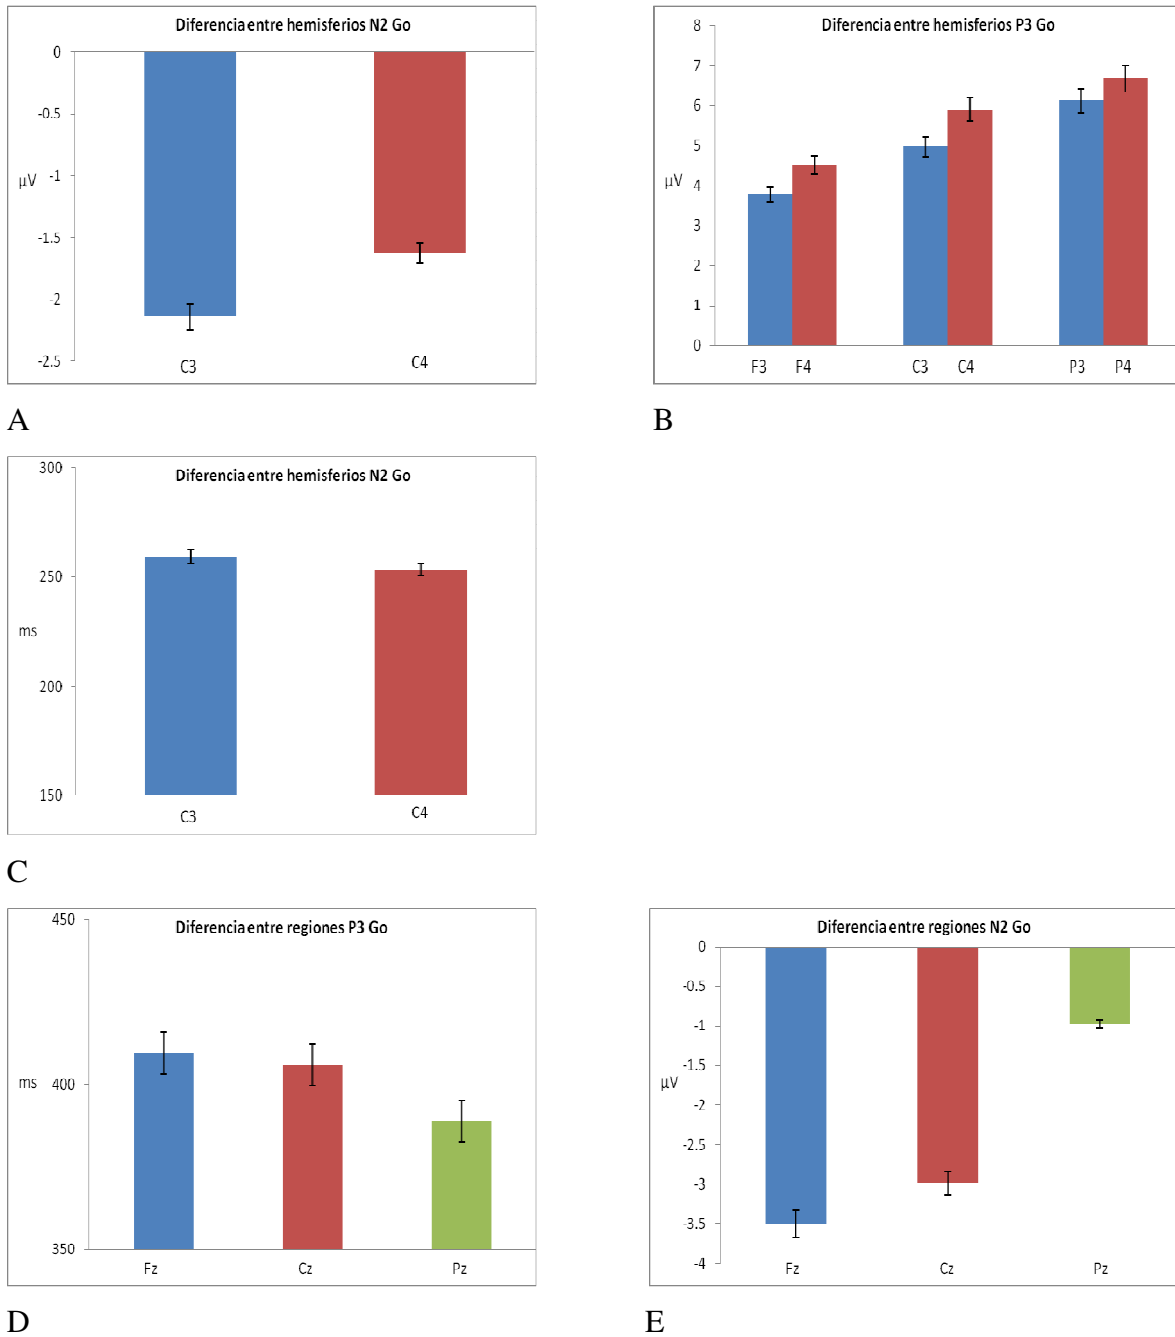 Diferencia entre hemisferios N2 Go
0
-0.5
-1
-1.5
-2
-2.5
µV
C3
C4
A
Diferencia entre hemisferios P3 Go
8
7
6
5
4
3
2
1
0
µV
F3 F4 C3 C4 P3 P4
B
Diferencia entre hemisferios N2 Go
300
250
200
150
ms
C3
C4
C
Diferencia entre regiones P3 Go
450
400
350
ms
Fz Cz Pz
D
Diferencia entre regiones N2 Go
0
-0.5
-1
-1.5
-2
-2.5
-3
-3.5
-4
µV
Fz Cz Pz
E